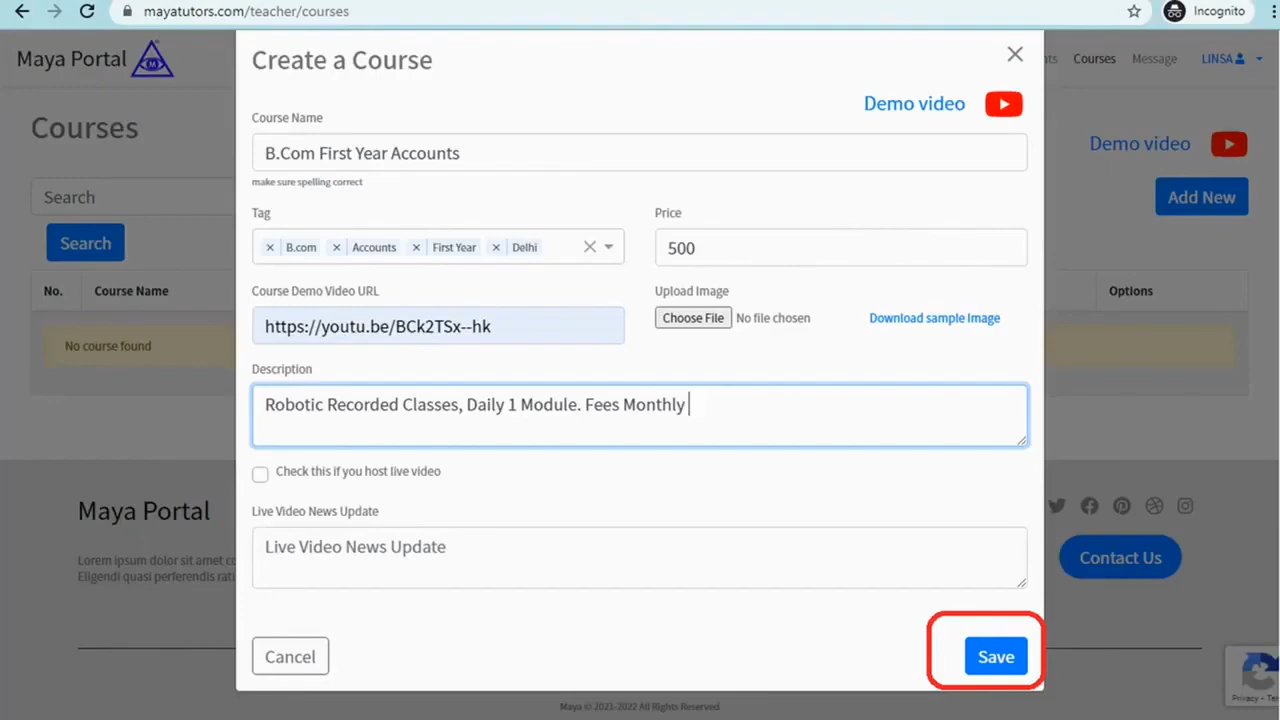 mayatutors.com/teacher/courses
Incognito
Maya Portal
Courses
Message
LINSA
Create a Course
Demo video
Course Name
Courses
Demo video
B.Com First Year Accounts
make sure spelling correct
Search
Add New
Tag
Price
× B.com × Accounts × First Year × Delhi
500
Search
No.
Course Name
Course Demo Video URL
Upload Image
Options
https://youtu.be/BCk2TSx--hk
Choose File No file chosen
Download sample Image
No course found
Description
Robotic Recorded Classes, Daily 1 Module. Fees Monthly
Check this if you host live video
Maya Portal
Live Video News Update
Live Video News Update
Lorem ipsum dolor sit amet
Eligendi quasi perferendis
Contact Us
Cancel
Save
Privacy
Maya © 2021-2022 All Rights Reserved